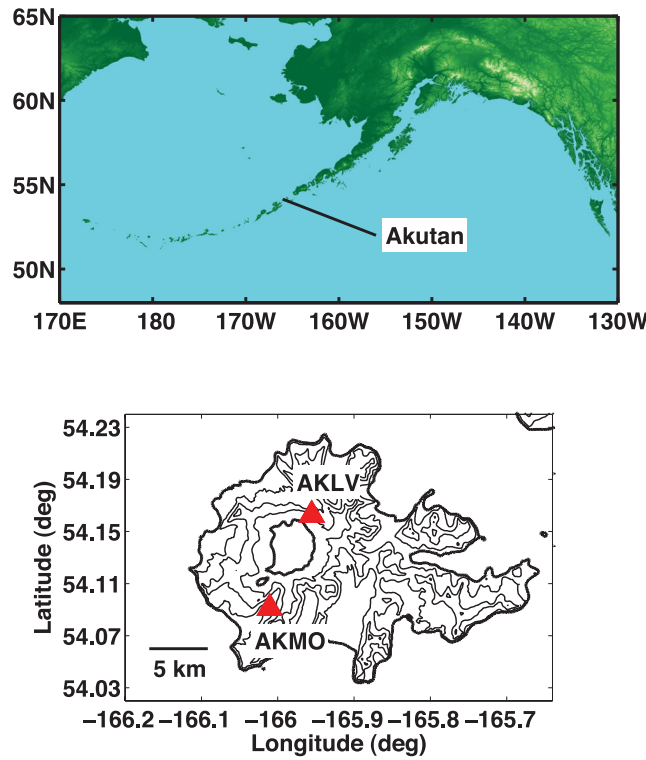 65N
60N
55N
50N
Akutan
170E 180 170W 160W 150W 140W 130W
54.23
54.19
54.15
54.11
54.07
54.03
Latitude (deg)
AKLV
AKMO
5 km
−166.2 −166.1 −166 −165.9 −165.8 −165.7
Longitude (deg)